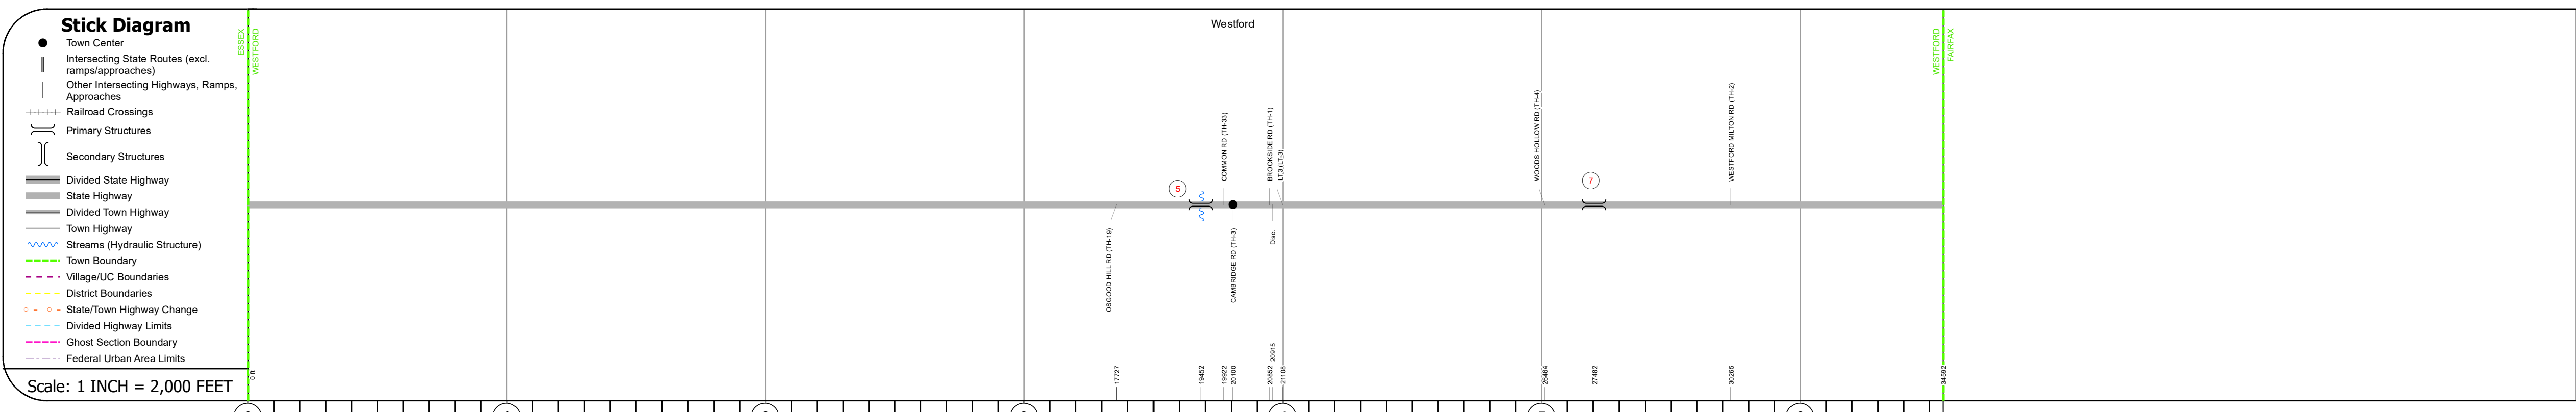 Stick Diagram
Town Center
Intersecting State Routes (excl.
ramps/approaches)
Other Intersecting Highways, Ramps,
Approaches
Railroad Crossings
Primary Structures
Secondary Structures
Divided State Highway
State Highway
Divided Town Highway
Town Highway
Streams (Hydraulic Structure)
Town Boundary
Village/UC Boundaries
District Boundaries
State/Town Highway Change
Divided Highway Limits
Ghost Section Boundary
Federal Urban Area Limits
Scale: 1 INCH = 2,000 FEET
ESSEX
WESTFORD
Westford
WESTFORD
FAIRFAX
COMMON RD (TH-33)
BROOKSIDE RD (TH-1)
LT.3 (LT-3)
WOODS HOLLOW RD (TH-4)
WESTFORD MILTON RD (TH-2)
5
7
OSGOOD HILL RD (TH-19)
CAMBRIDGE RD (TH-3)
Disc.
0 ft
17727
19452
19922
20100
20852
20915
21108
26464
27482
30265
34592